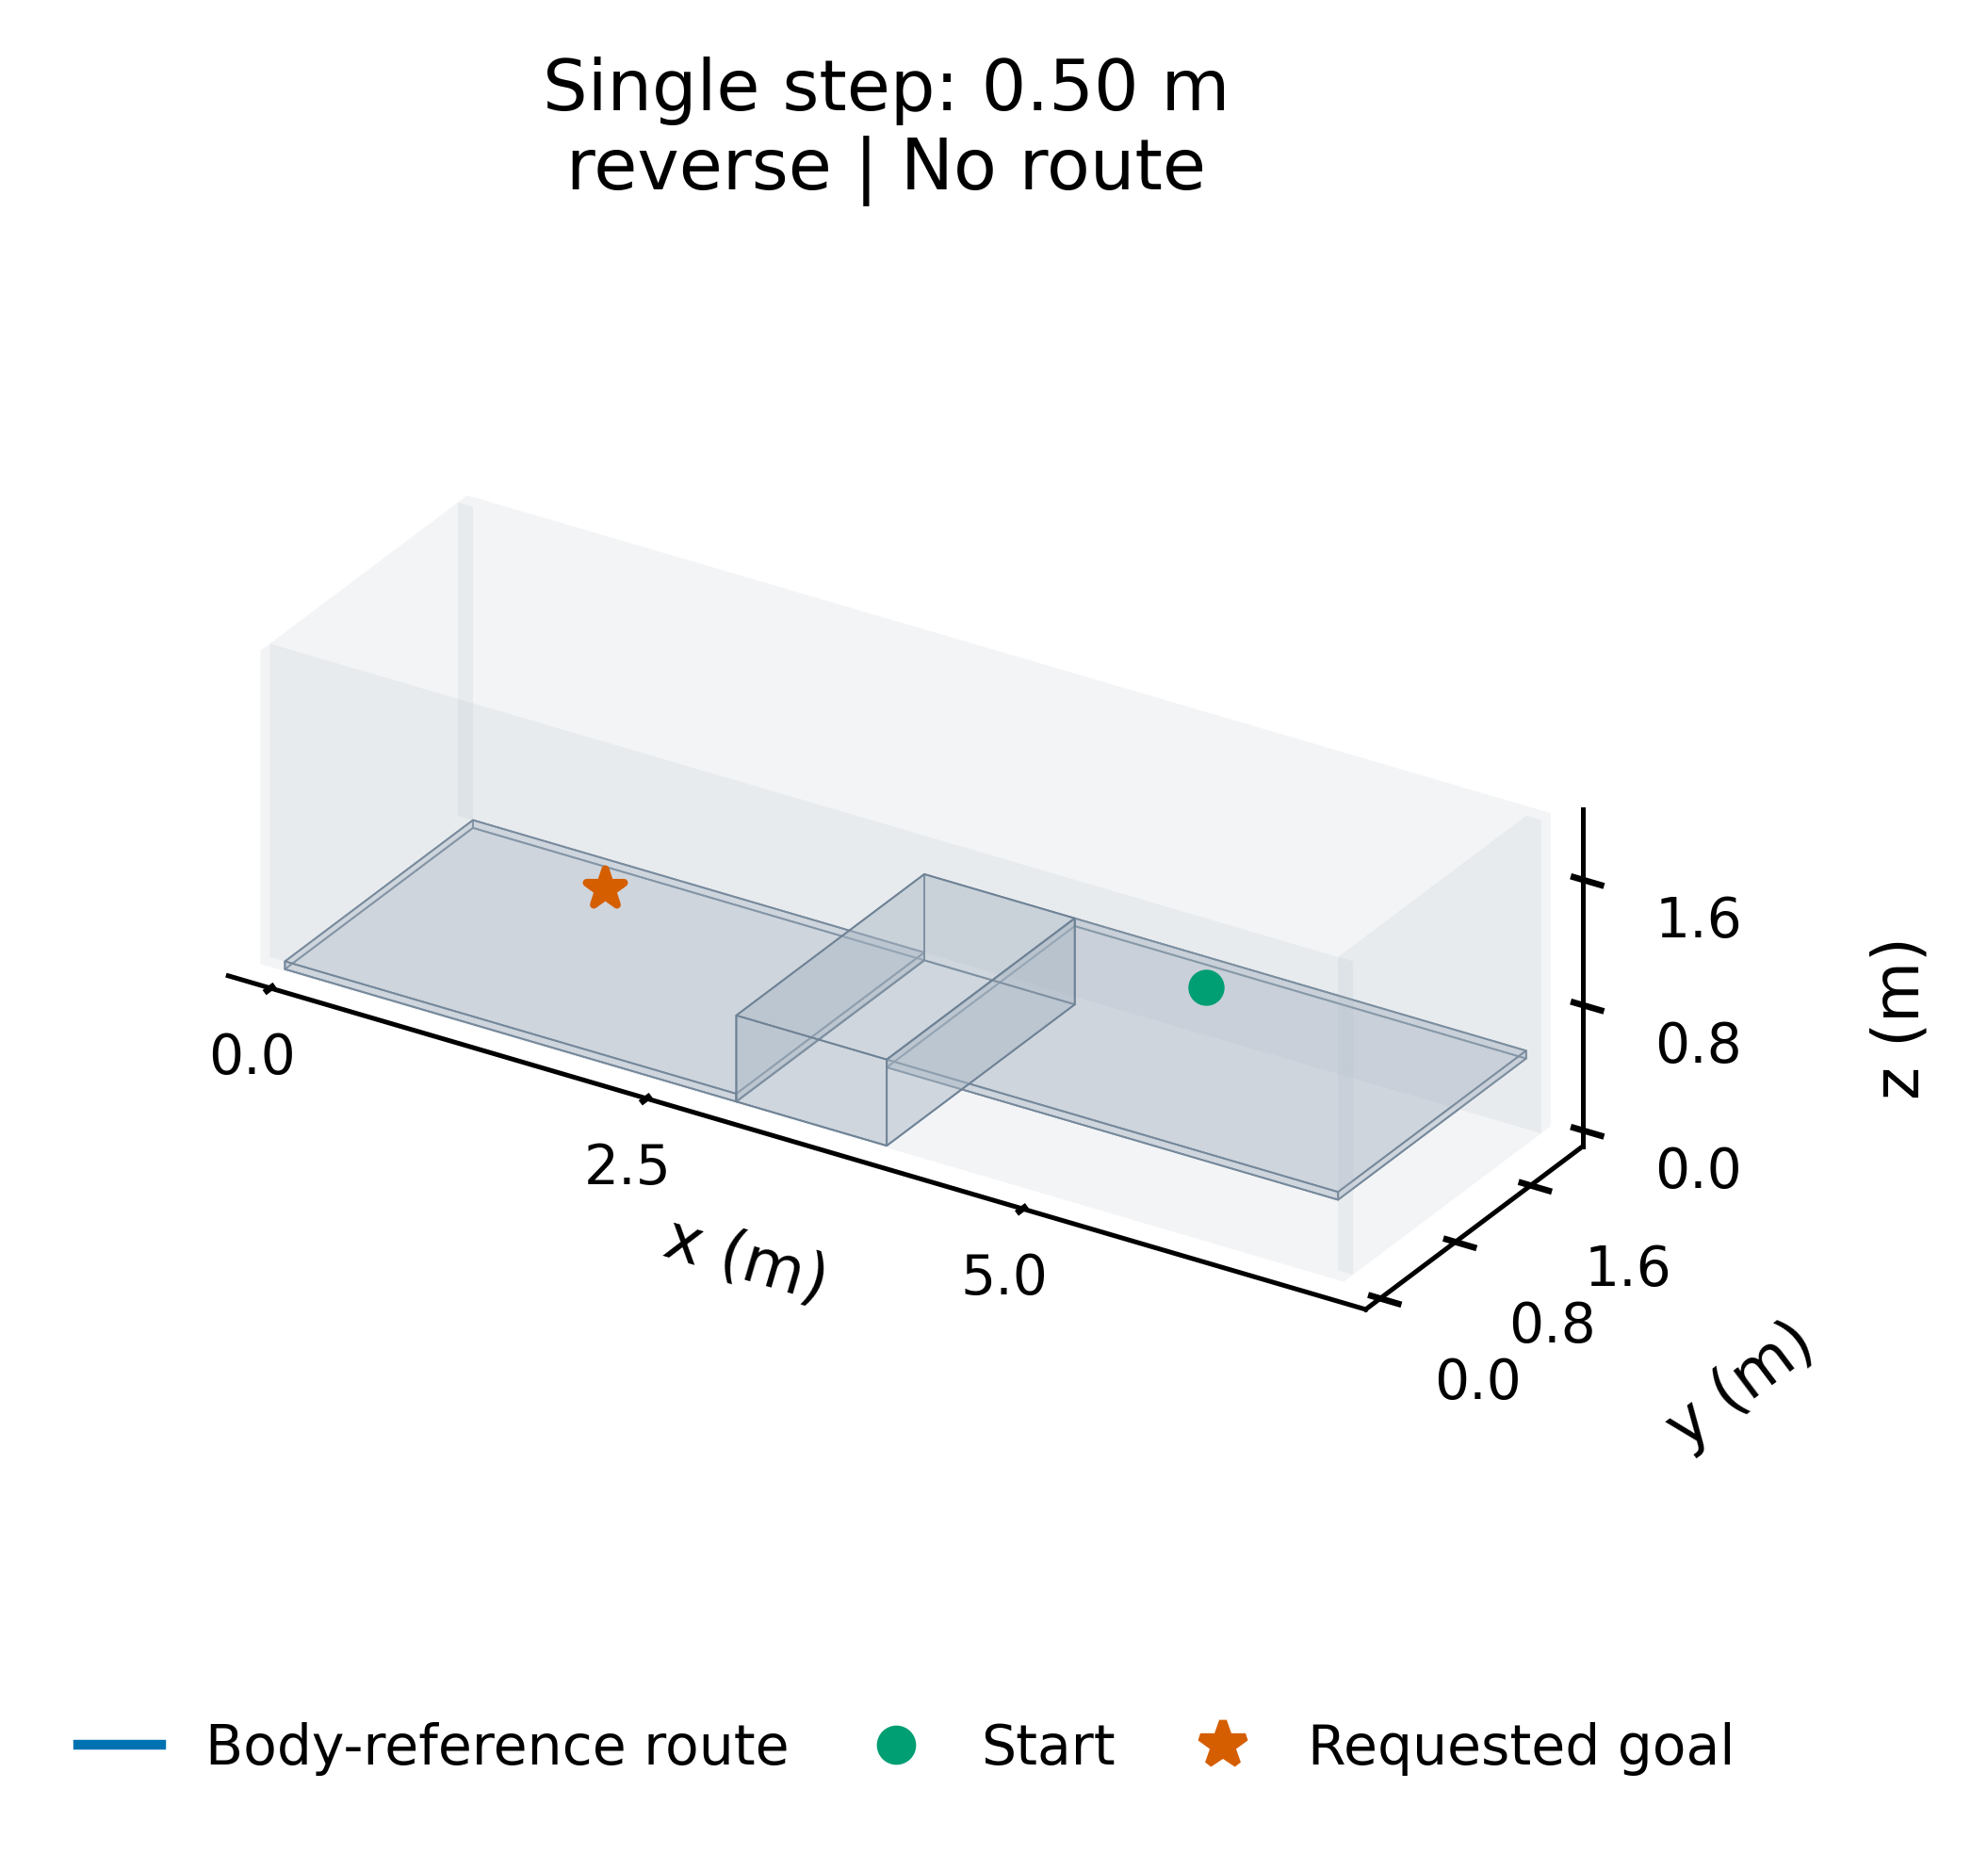 Single step: 0.50 m
reverse | No route
0.0
2.5
5.0
x (m)
0.0
0.8
1.6
y (m)
0.0
0.8
1.6
z (m)
Body-reference route
Start
Requested goal